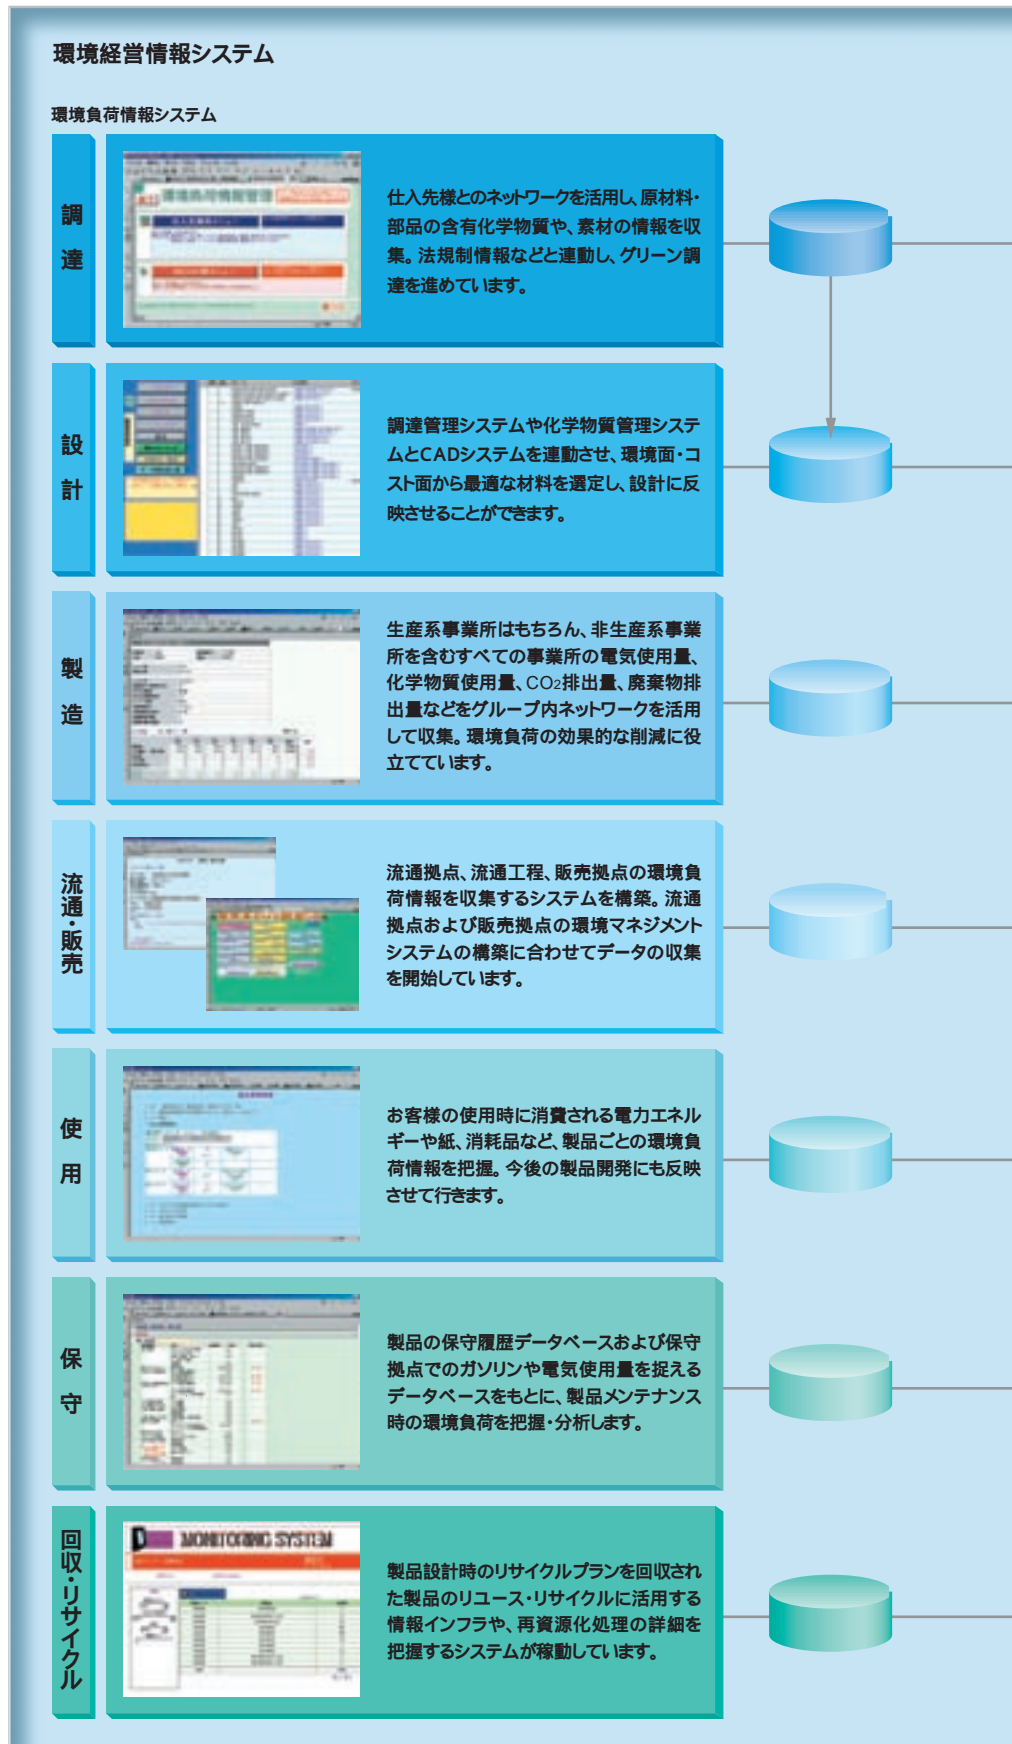 環境経営情報システム
環境負荷情報システム
調達
環境負荷情報管理
仕入先様とのネットワークを活用し、原材料・
部品の含有化学物質や、素材の情報を収
集。法規制情報などと連動し、グリーン調
達を進めています。
設計
調達管理システムや化学物質管理システ
ムとCADシステムを連動させ、環境面・コ
スト面から最適な材料を選定し、設計に反
映させることができます。
製造
生産系事業所はもちろん、非生産系事業
所を含むすべての事業所の電気使用量、
化学物質使用量、CO2排出量、廃棄物排
出量などをグループ内ネットワークを活用
して収集。環境負荷の効果的な削減に役
立てています。
流通・販売
流通拠点、流通工程、販売拠点の環境負
荷情報を収集するシステムを構築。流通
拠点および販売拠点の環境マネジメント
システムの構築に合わせてデータの収集
を開始しています。
使用
お客様の使用時に消費される電力エネル
ギーや紙、消耗品など、製品ごとの環境負
荷情報を把握。今後の製品開発にも反映
させて行きます。
保守
製品の保守履歴データベースおよび保守
拠点でのガソリンや電気使用量を捉える
データベースをもとに、製品メンテナンス
時の環境負荷を把握・分析します。
回収・リサイクル
MONITORING SYSTEM
製品設計時のリサイクルプランを回収され
た製品のリユース・リサイクルに活用する
情報インフラや、再資源化処理の詳細を
把握するシステムが稼動しています。